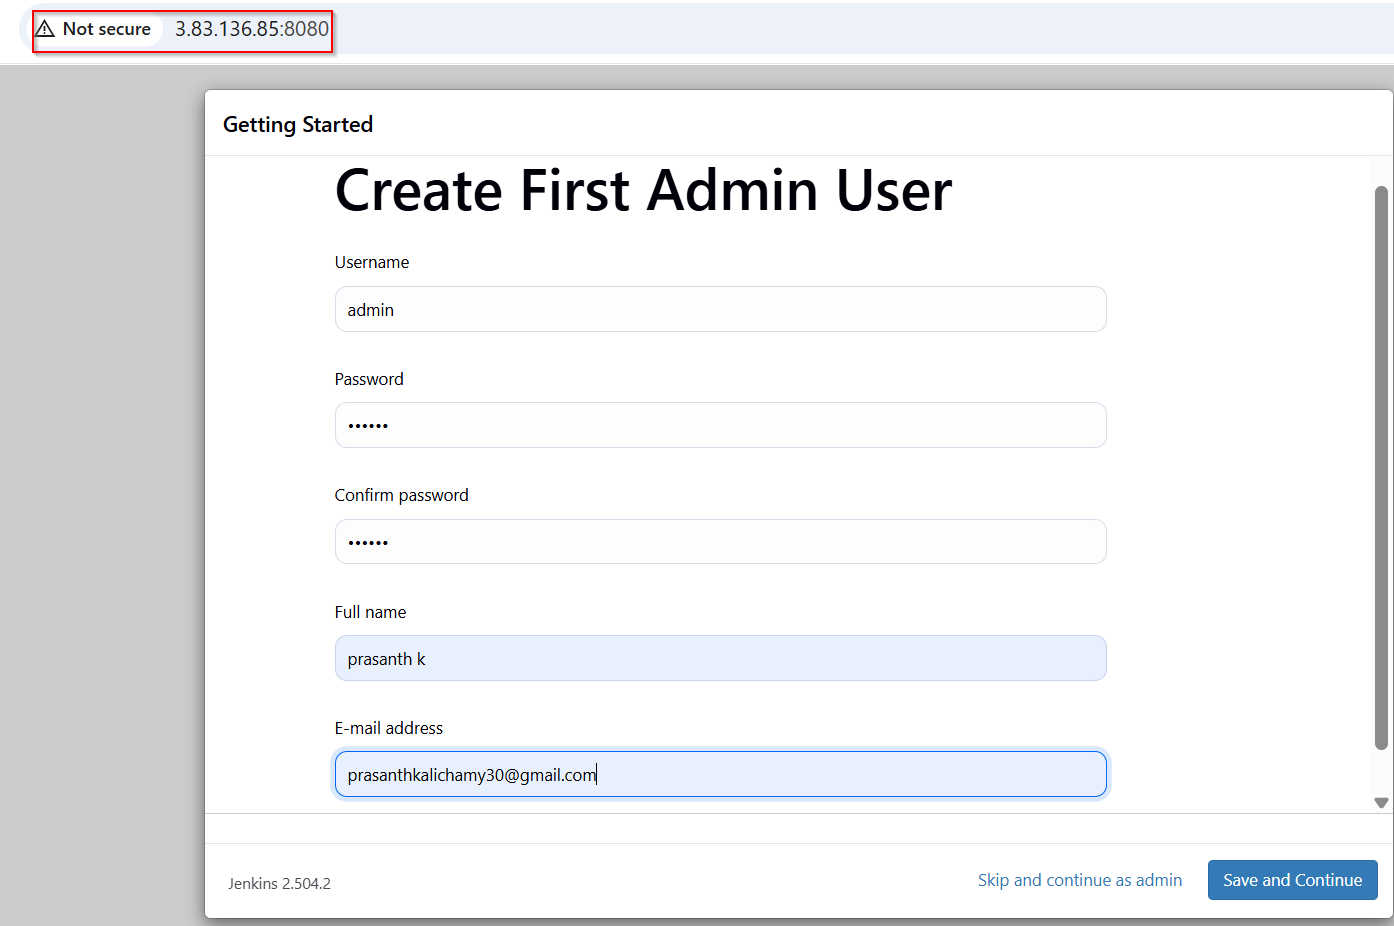 Not secure 3.83.136.85:8080
Getting Started
Create First Admin User
Username
admin
Password
••••••
Confirm password
••••••
Full name
prasanth k
E-mail address
prasanthkalichamy30@gmail.com
Jenkins 2.504.2
Skip and continue as admin
Save and Continue